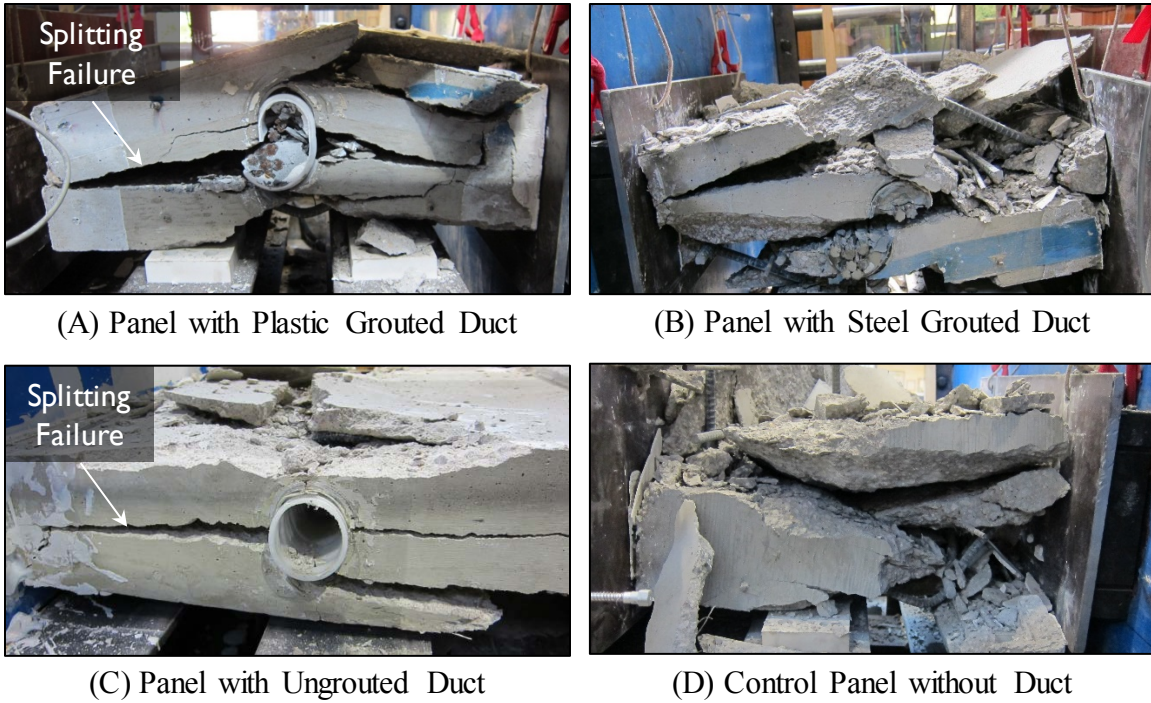 Splitting
Failure
(A) Panel with Plastic Grouted Duct
(B) Panel with Steel Grouted Duct
Splitting
Failure
(C) Panel with Ungrouted Duct
(D) Control Panel without Duct